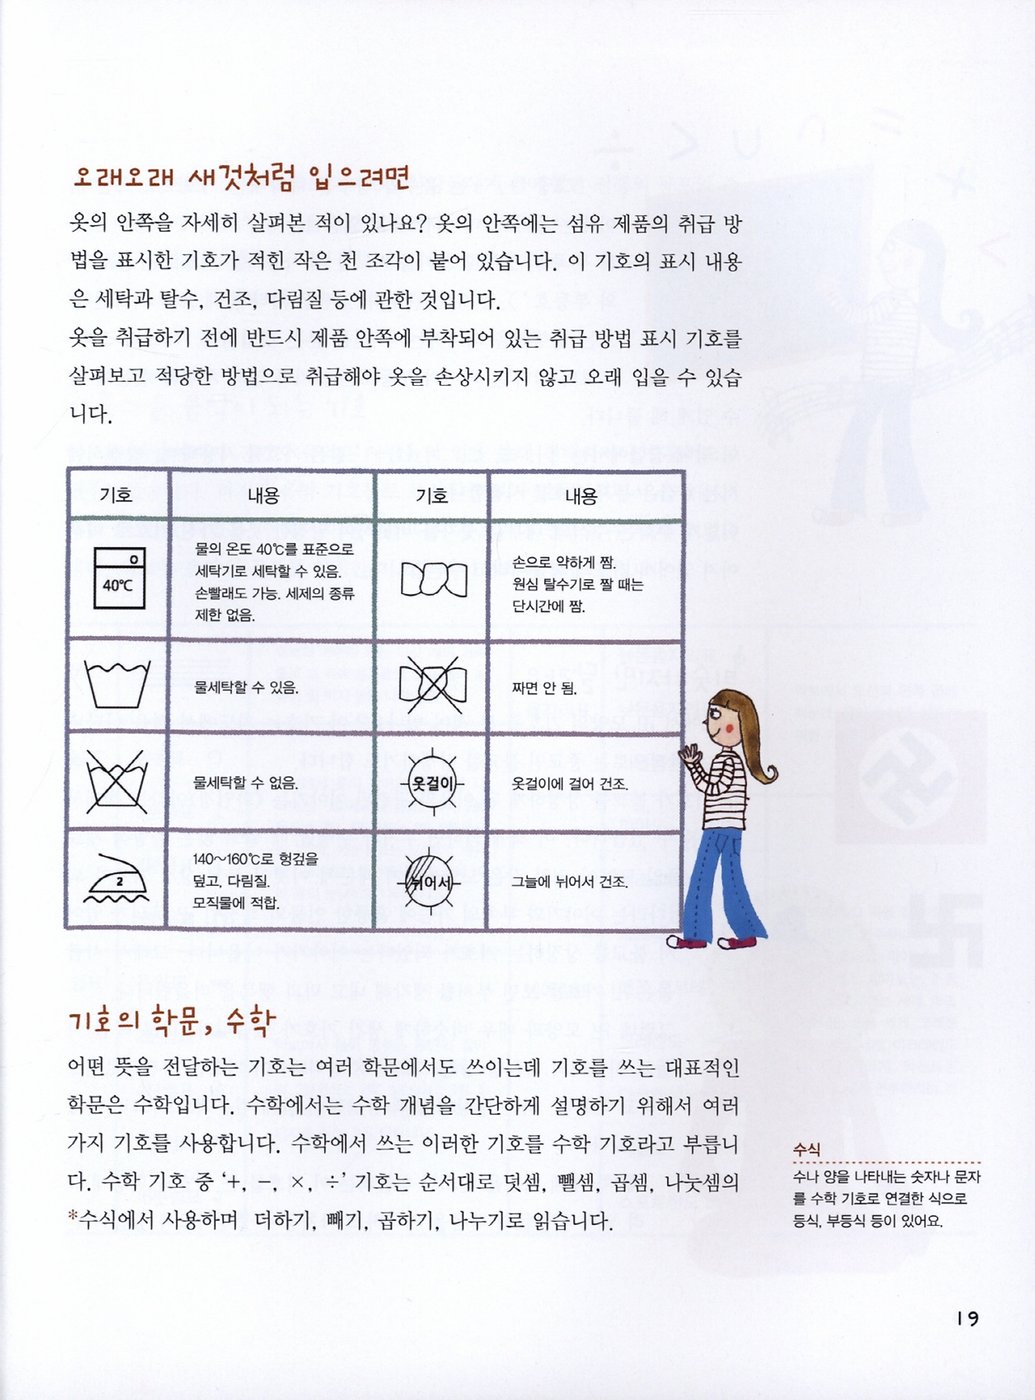 오래오래 새것처럼 입으려면
옷의 안쪽을 자세히 살펴본 적이 있나요? 옷의 안쪽에는 섬유 제품의 취급 방
법을 표시한 기호가 적힌 작은 천 조각이 붙어 있습니다. 이 기호의 표시 내용
은 세탁과 탈수, 건조, 다림질 등에 관한 것입니다.
옷을 취급하기 전에 반드시 제품 안쪽에 부착되어 있는 취급 방법 표시 기호를
살펴보고 적당한 방법으로 취급해야 옷을 손상시키지 않고 오래 입을 수 있습
니다.
기호 내용 기호 내용
40℃
물의 온도 40℃를 표준으로
세탁기로 세탁할 수 있음.
손빨래도 가능. 세제의 종류
제한 없음.
손으로 약하게 짬.
원심 탈수기로 짤 때는
단시간에 짬.
물세탁할 수 있음.
짜면 안 됨.
물세탁할 수 없음.
옷걸이
옷걸이에 걸어 건조.
2
140~160℃로 헝겊을
덮고, 다림질.
모직물에 적합.
뉘어서
그늘에 뉘어서 건조.
기호의 학문, 수학
어떤 뜻을 전달하는 기호는 여러 학문에서도 쓰이는데 기호를 쓰는 대표적인
학문은 수학입니다. 수학에서는 수학 개념을 간단하게 설명하기 위해서 여러
가지 기호를 사용합니다. 수학에서 쓰는 이러한 기호를 수학 기호라고 부릅니
다. 수학 기호 중 ‘+, −, ×, ÷’ 기호는 순서대로 덧셈, 뺄셈, 곱셈, 나눗셈의
*수식에서 사용하며 더하기, 빼기, 곱하기, 나누기로 읽습니다.
수식
수나 양을 나타내는 숫자나 문자
를 수학 기호로 연결한 식으로
등식, 부등식 등이 있어요.
19